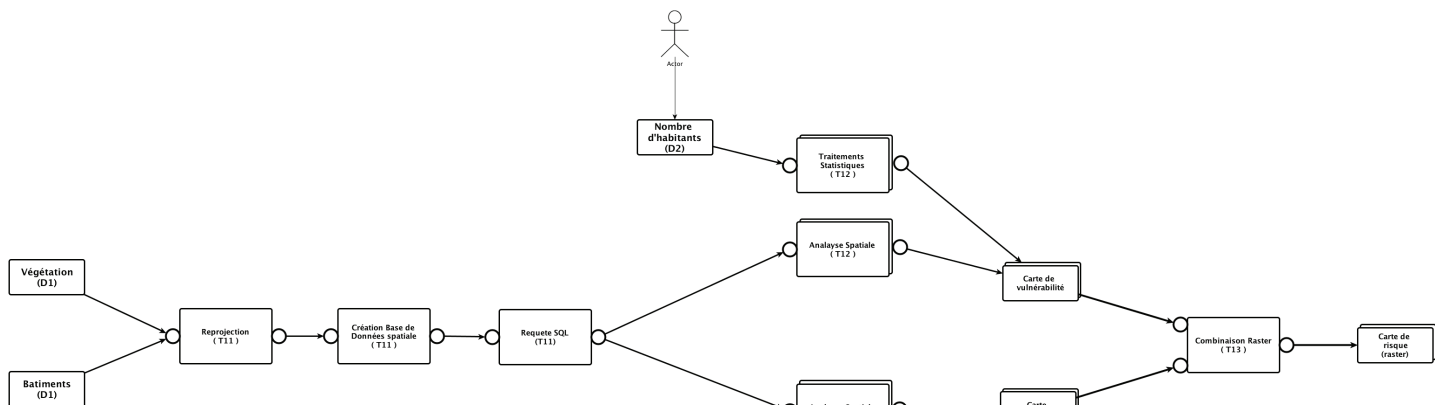 Actor
Nombre
d'habitants
(D2)
Traitements
Statistiques
( T12 )
Analayse Spatiale
( T12 )
Végétation
(D1)
Carte de
vulnérabilité
Reprojection
( T11 )
Création Base de
Données spatiale
( T11 )
Requete SQL
(T11)
Combinaison Raster
( T13 )
Carte de
risque
(raster)
Batiments
(D1)
Carte